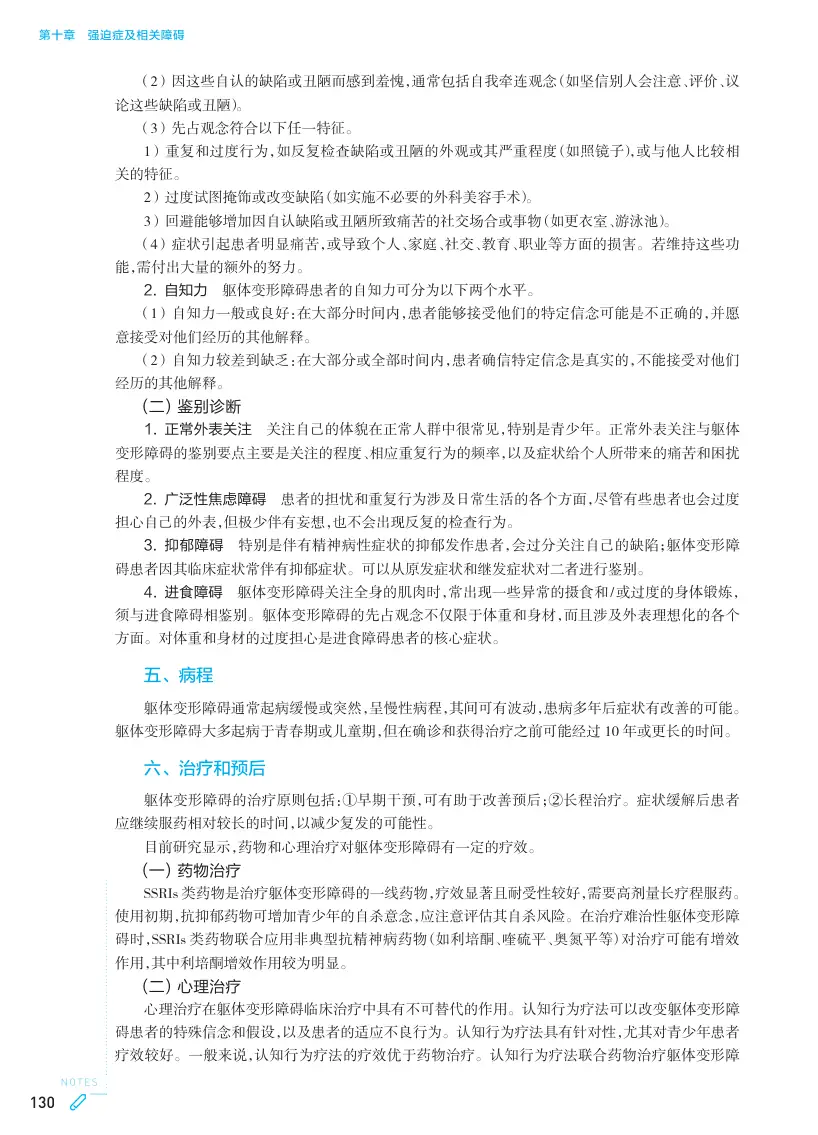 第十章 强迫症及相关障碍
（2）因这些自认的缺陷或丑陋而感到羞愧,通常包括自我牵连观念(如坚信别人会注意、评价、议
论这些缺陷或丑陋)。
（3）先占观念符合以下任一特征。
1）重复和过度行为,如反复检查缺陷或丑陋的外观或其严重程度(如照镜子),或与他人比较相
关的特征。
2）过度试图掩饰或改变缺陷(如实施不必要的外科美容手术)。
3）回避能够增加因自认缺陷或丑陋所致痛苦的社交场合或事物(如更衣室、游泳池)。
（4）症状引起患者明显痛苦,或导致个人、家庭、社交、教育、职业等方面的损害。若维持这些功
能,需付出大量的额外的努力。
2. 自知力 躯体变形障碍患者的自知力可分为以下两个水平。
（1）自知力一般或良好:在大部分时间内,患者能够接受他们的特定信念可能是不正确的,并愿
意接受对他们经历的其他解释。
（2）自知力较差到缺乏:在大部分或全部时间内,患者确信特定信念是真实的,不能接受对他们
经历的其他解释。
（二）鉴别诊断
1. 正常外表关注 关注自己的体貌在正常人群中很常见,特别是青少年。正常外表关注与躯体
变形障碍的鉴别要点主要是关注的程度、相应重复行为的频率,以及症状给个人所带来的痛苦和困扰
程度。
2. 广泛性焦虑障碍 患者的担忧和重复行为涉及日常生活的各个方面,尽管有些患者也会过度
担心自己的外表,但极少伴有妄想,也不会出现反复的检查行为。
3. 抑郁障碍 特别是伴有精神病性症状的抑郁发作患者,会过分关注自己的缺陷;躯体变形障
碍患者因其临床症状常伴有抑郁症状。可以从原发症状和继发症状对二者进行鉴别。
4. 进食障碍 躯体变形障碍关注全身的肌肉时,常出现一些异常的摄食和/或过度的身体锻炼,
须与进食障碍相鉴别。躯体变形障碍的先占观念不仅限于体重和身材,而且涉及外表理想化的各个
方面。对体重和身材的过度担心是进食障碍患者的核心症状。
五、病程
躯体变形障碍通常起病缓慢或突然,呈慢性病程,其间可有波动,患病多年后症状有改善的可能。
躯体变形障碍大多起病于青春期或儿童期,但在确诊和获得治疗之前可能经过 10 年或更长的时间。
六、治疗和预后
躯体变形障碍的治疗原则包括:①早期干预,可有助于改善预后;②长程治疗。症状缓解后患者
应继续服药相对较长的时间,以减少复发的可能性。
目前研究显示,药物和心理治疗对躯体变形障碍有一定的疗效。
（一）药物治疗
SSRIs 类药物是治疗躯体变形障碍的一线药物,疗效显著且耐受性较好,需要高剂量长疗程服药。
使用初期,抗抑郁药物可增加青少年的自杀意念,应注意评估其自杀风险。在治疗难治性躯体变形障
碍时,SSRIs 类药物联合应用非典型抗精神病药物(如利培酮、喹硫平、奥氮平等)对治疗可能有增效
作用,其中利培酮增效作用较为明显。
（二）心理治疗
心理治疗在躯体变形障碍临床治疗中具有不可替代的作用。认知行为疗法可以改变躯体变形障
碍患者的特殊信念和假设,以及患者的适应不良行为。认知行为疗法具有针对性,尤其对青少年患者
疗效较好。一般来说,认知行为疗法的疗效优于药物治疗。认知行为疗法联合药物治疗躯体变形障
NOTES
130